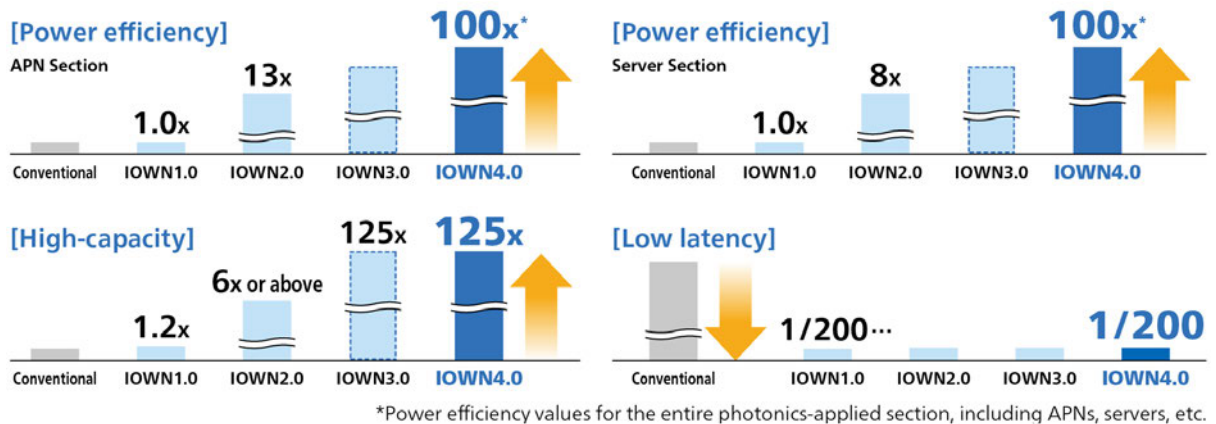 [Power efficiency]
APN Section
1.0x
13x
100x*
Conventional IOWN1.0 IOWN2.0 IOWN3.0 IOWN4.0
[Power efficiency]
Server Section
1.0x
8x
100x*
Conventional IOWN1.0 IOWN2.0 IOWN3.0 IOWN4.0
[High-capacity]
1.2x
6x or above
125x
125x
Conventional IOWN1.0 IOWN2.0 IOWN3.0 IOWN4.0
[Low latency]
1/200…
1/200
Conventional IOWN1.0 IOWN2.0 IOWN3.0 IOWN4.0
*Power efficiency values for the entire photonics-applied section, including APNs, servers, etc.